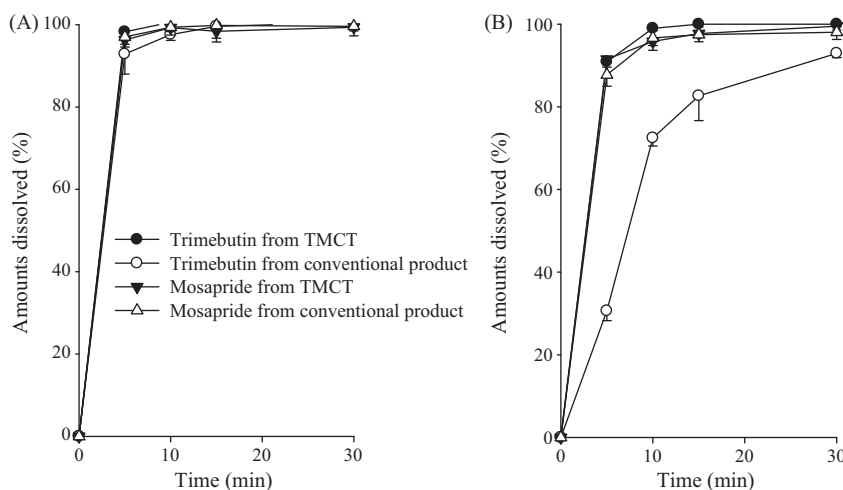 (A)
Amounts dissolved (%)
100
80
60
40
20
0
0 10 20 30
Time (min)
Trimebutin from TMCT
Trimebutin from conventional product
Mosapride from TMCT
Mosapride from conventional product
(B)
Amounts dissolved (%)
100
80
60
40
20
0
0 10 20 30
Time (min)